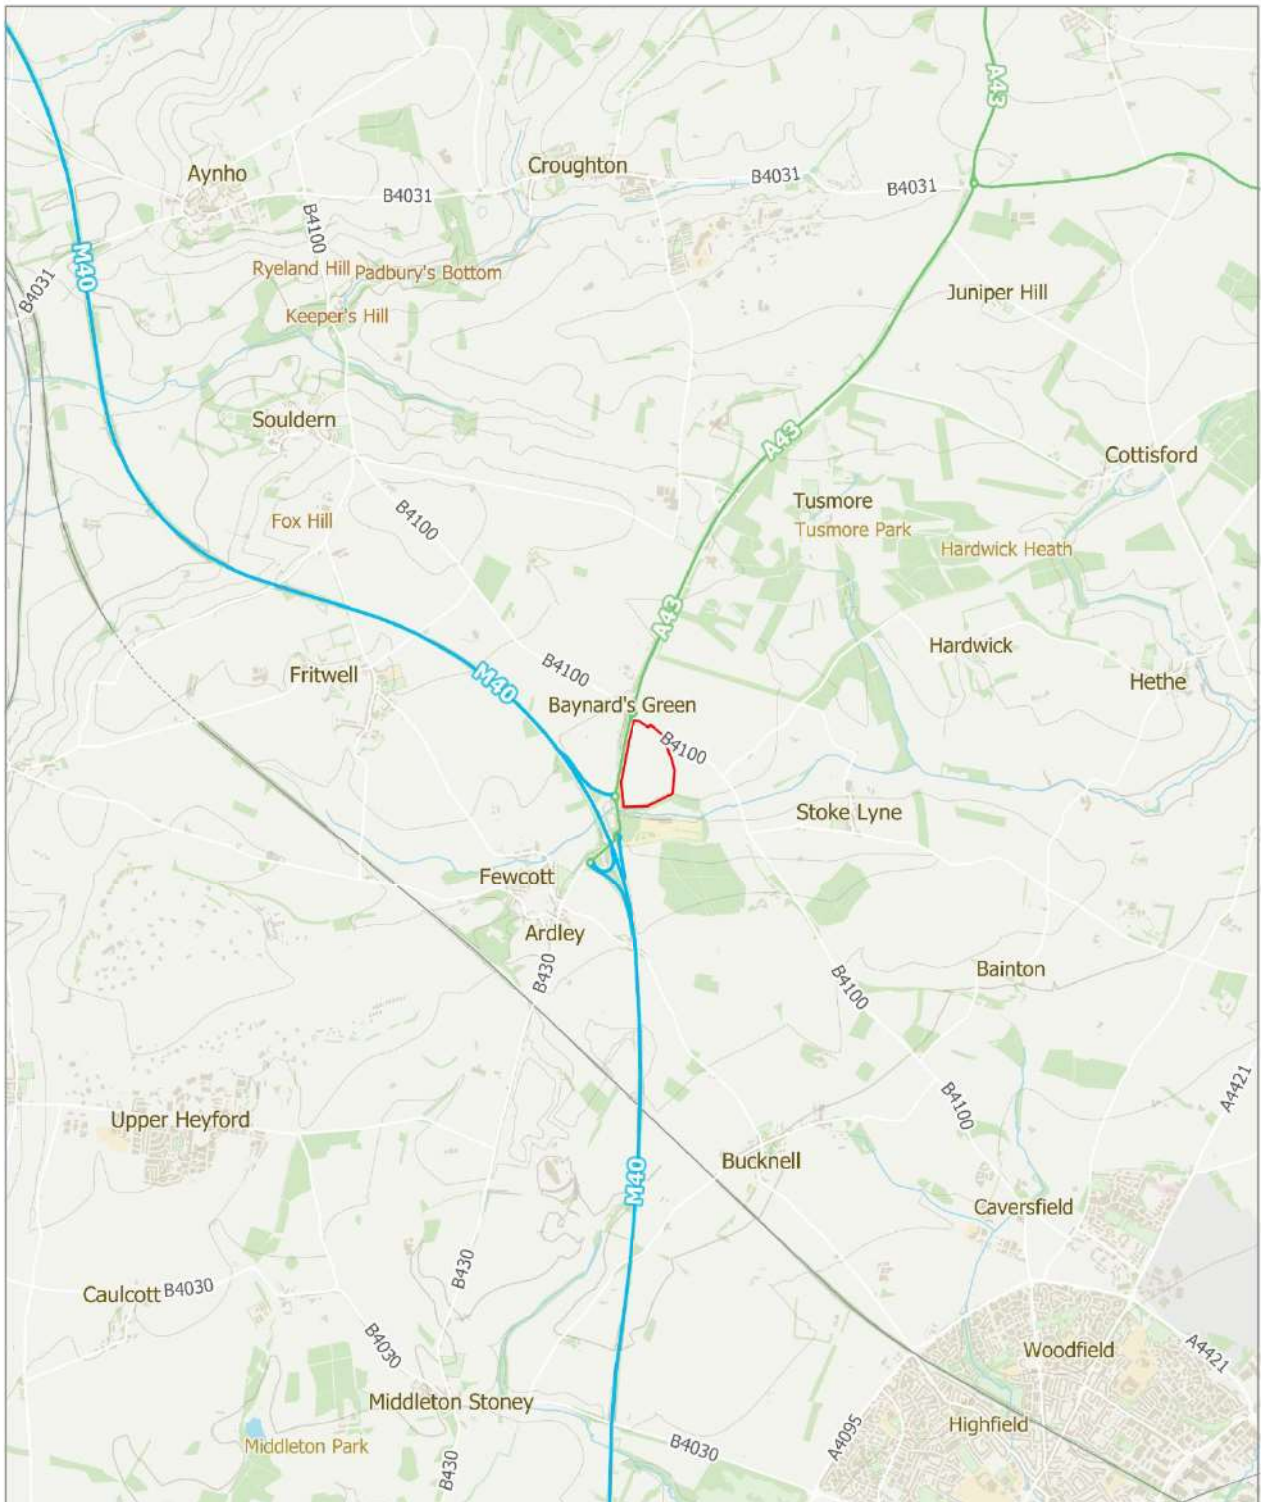 A43
Croughton
Aynho
B4031
B4031
B4031
B4100
M40
Ryeland Hill
Padbury's Bottom
B4031
Juniper Hill
Keeper's Hill
Souldern
A43
Cottisford
Tusmore
Fox Hill
B4100
Tusmore Park
Hardwick Heath
A43
Hardwick
Fritwell
B4100
M40
Hethe
Baynard's Green
B4100
Stoke Lyne
Fewcott
Ardley
B430
Bainton
B4100
A4421
Upper Heyford
B4100
Bucknell
M40
Caversfield
B430
Caulcott
B4030
B4030
Woodfield
A4421
Middleton Stoney
Highfield
A4095
Middleton Park
B4030
B430